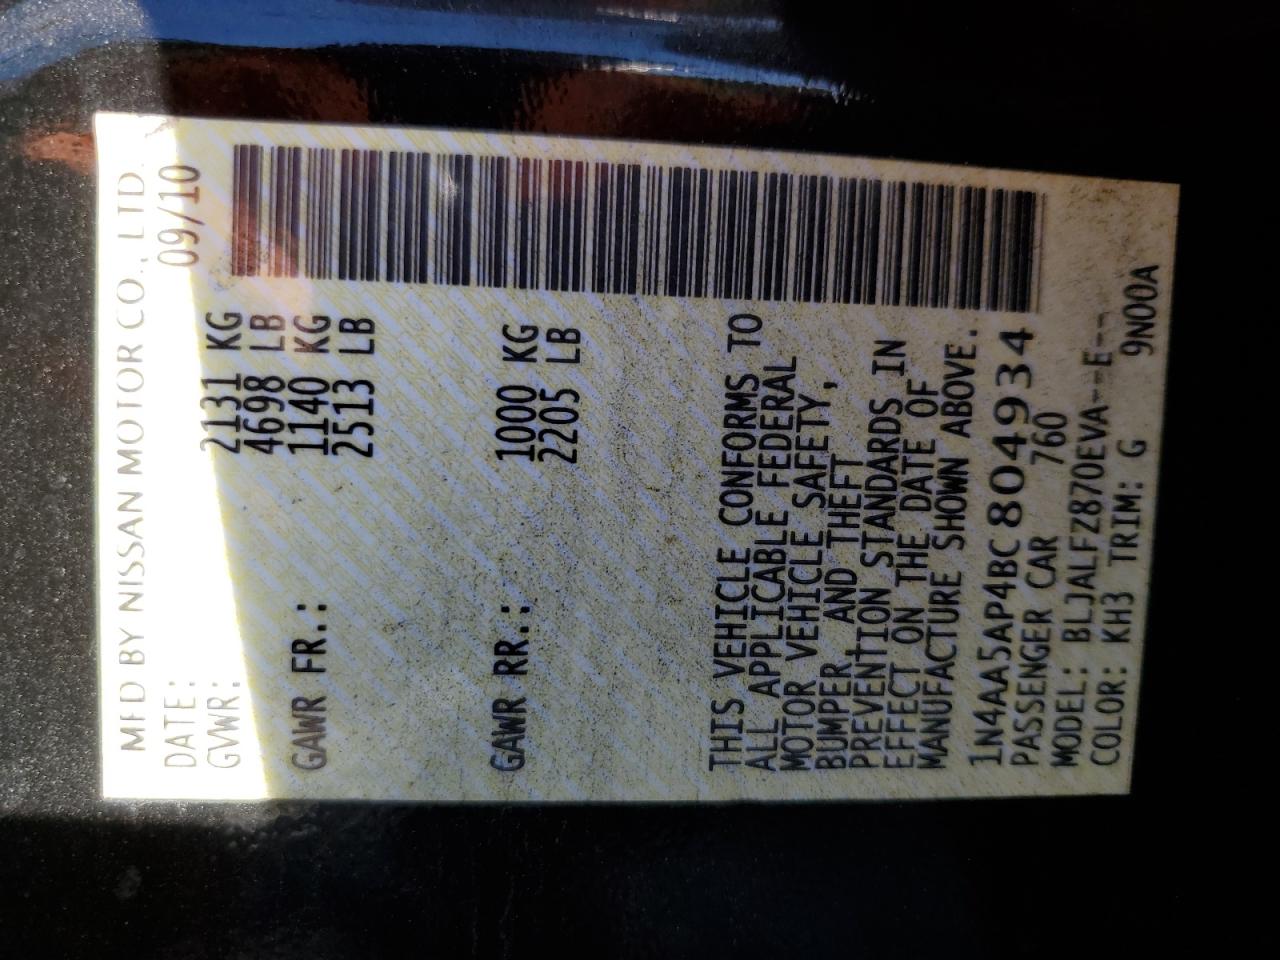 MFD BY NISSAN MOTOR CO., LTD.
DATE: 09/10
GVWR: 2131 KG
4698 LB
GAWR FR.: 1140 KG
2513 LB
GAWR RR.: 1000 KG
2205 LB
THIS VEHICLE CONFORMS TO
ALL APPLICABLE FEDERAL
MOTOR VEHICLE SAFETY,
BUMPER, AND THEFT
PREVENTION STANDARDS IN
EFFECT ON THE DATE OF
MANUFACTURE SHOWN ABOVE.
1N4AA5AP4BC804934
PASSENGER CAR 760
MODEL: BLJALFZ870EVA--E--
COLOR: KH3 TRIM: G 9N00A